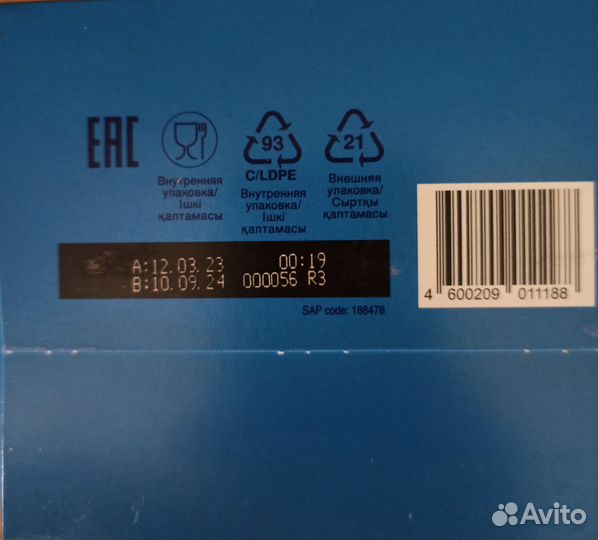 EAC
93
C/LDPE
21
Внутренняя
упаковка/
Ішкі
қаптамасы
Внутренняя
упаковка/
Ішкі
қаптамасы
Внешняя
упаковка/
Сыртқы
қаптамасы
A:12.03.23 00:19
B:10.09.24 000056 R3
SAP code: 186478
4 600209 011188
Avito